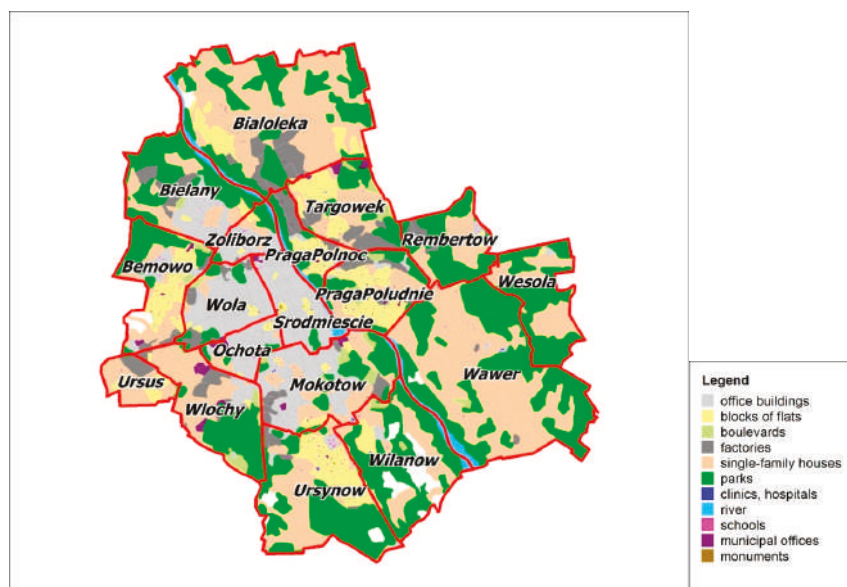 Bialoleka
Bielany
Targowek
Zoliborz
Rembertow
PragaPolnoc
Bemowo
Wesola
PragaPoludnie
Wola
Srodmiescie
Ochota
Ursus
Mokotow
Wawer
Wlochy
Wilanow
Ursynow
Legend
office buildings
blocks of flats
boulevards
factories
single-family houses
parks
clinics, hospitals
river
schools
municipal offices
monuments